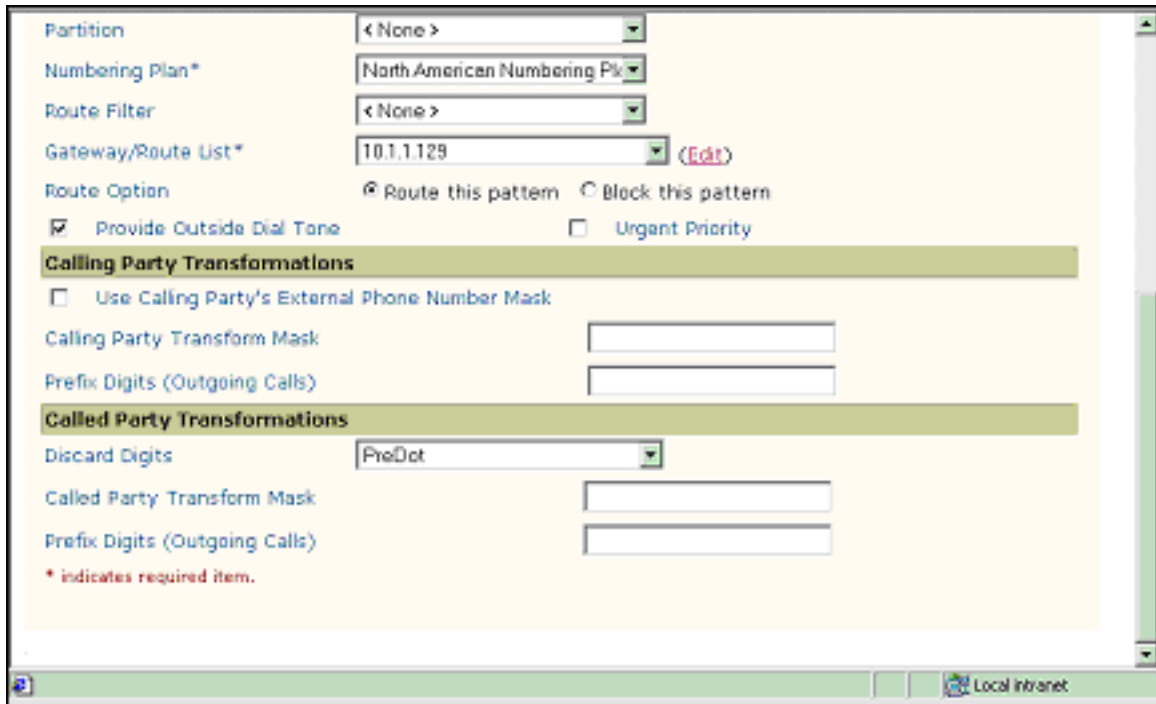 Partition < None >
Numbering Plan* North American Numbering Pla
Route Filter < None >
Gateway/Route List* 10.1.1.129 (Edit)
Route Option Route this pattern Block this pattern
Provide Outside Dial Tone Urgent Priority
Calling Party Transformations
Use Calling Party's External Phone Number Mask
Calling Party Transform Mask
Prefix Digits (Outgoing Calls)
Called Party Transformations
Discard Digits PreDot
Called Party Transform Mask
Prefix Digits (Outgoing Calls)
* indicates required item.
Local intranet